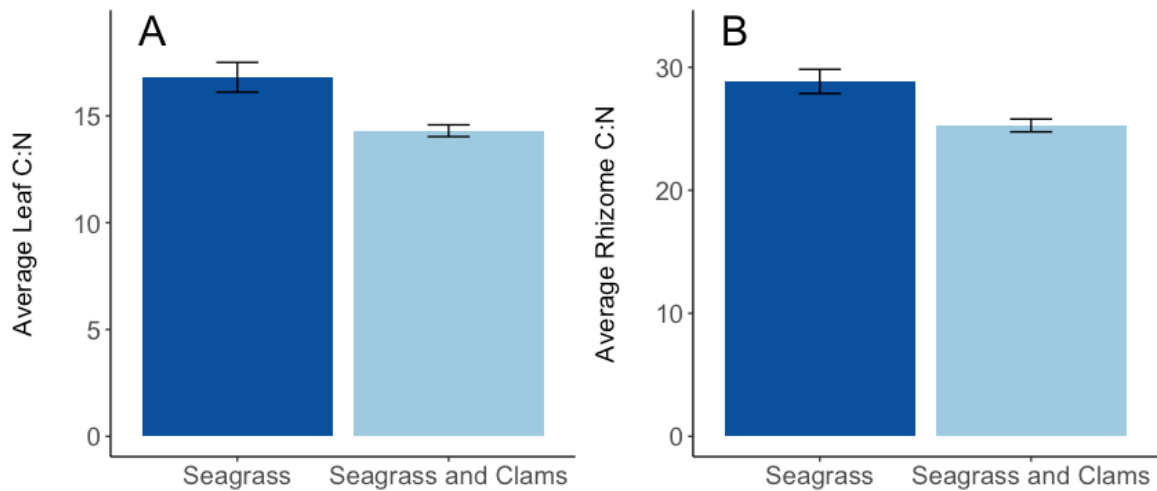 A
Average Leaf C:N
15
10
5
0
Seagrass
Seagrass and Clams
B
Average Rhizome C:N
30
20
10
0
Seagrass
Seagrass and Clams